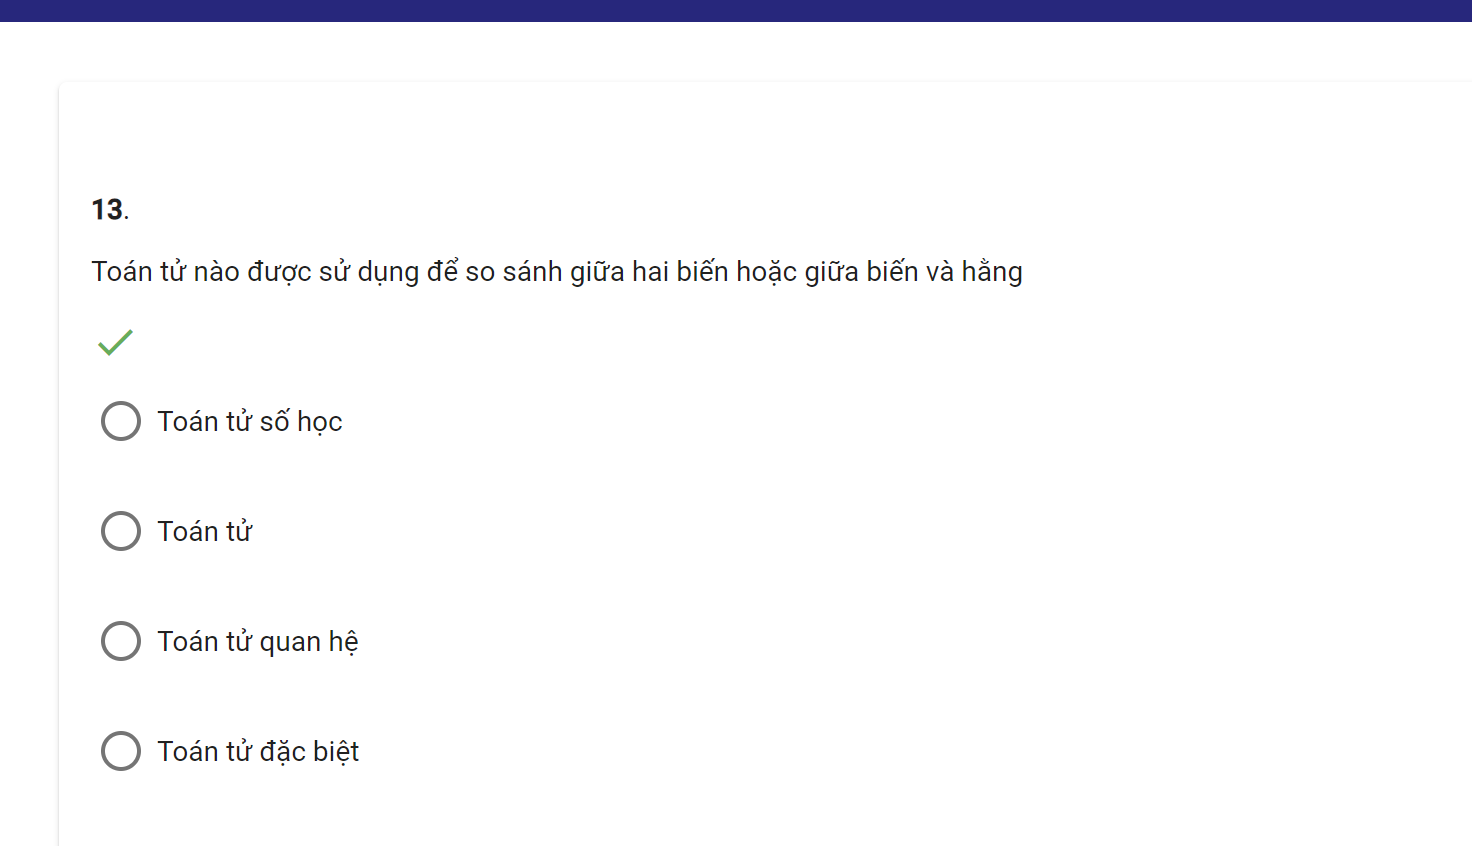 13.
Toán tử nào được sử dụng để so sánh giữa hai biến hoặc giữa biến và hằng
Toán tử số học
Toán tử
Toán tử quan hệ
Toán tử đặc biệt